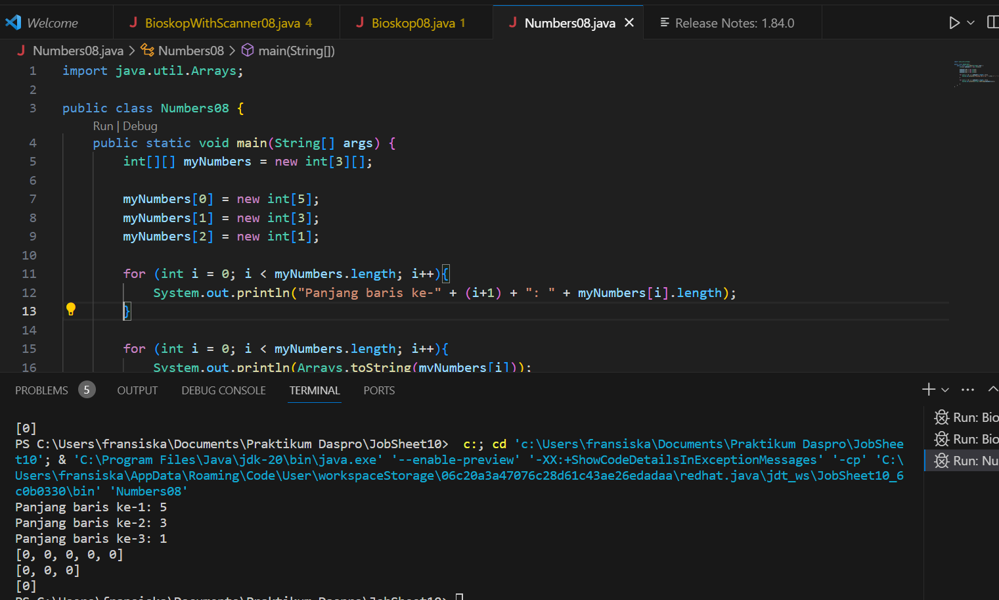 Welcome
BioskopWithScanner08.java 4
Bioskop08.java 1
Numbers08.java
Release Notes: 1.84.0
Numbers08.java > Numbers08 > main(String[])
1 import java.util.Arrays;
2
3 public class Numbers08 {
Run | Debug
4 public static void main(String[] args) {
5 int[][] myNumbers = new int[3][];
6
7 myNumbers[0] = new int[5];
8 myNumbers[1] = new int[3];
9 myNumbers[2] = new int[1];
10
11 for (int i = 0; i < myNumbers.length; i++){
12 System.out.println("Panjang baris ke-" + (i+1) + ": " + myNumbers[i].length);
13 }
14
15 for (int i = 0; i < myNumbers.length; i++){
16 System.out.println(Arrays.toString(myNumbers[i]));
PROBLEMS 5 OUTPUT DEBUG CONSOLE TERMINAL PORTS
[0]
PS C:\Users\fransiska\Documents\Praktikum Daspro\JobSheet10> c:; cd 'c:\Users\fransiska\Documents\Praktikum Daspro\JobShee
t10'; & 'C:\Program Files\Java\jdk-20\bin\java.exe' '--enable-preview' '-XX:+ShowCodeDetailsInExceptionMessages' '-cp' 'C:\
Users\fransiska\AppData\Roaming\Code\User\workspaceStorage\06c20a3a47076c28d61c43ae26edadaa\redhat.java\jdt_ws\JobSheet10_6
c0b0330\bin' 'Numbers08'
Panjang baris ke-1: 5
Panjang baris ke-2: 3
Panjang baris ke-3: 1
[0, 0, 0, 0, 0]
[0, 0, 0]
[0]
PS C:\Users\fransiska\Documents\Praktikum Daspro\JobSheet10>
Run: Bio
Run: Bio
Run: Nu